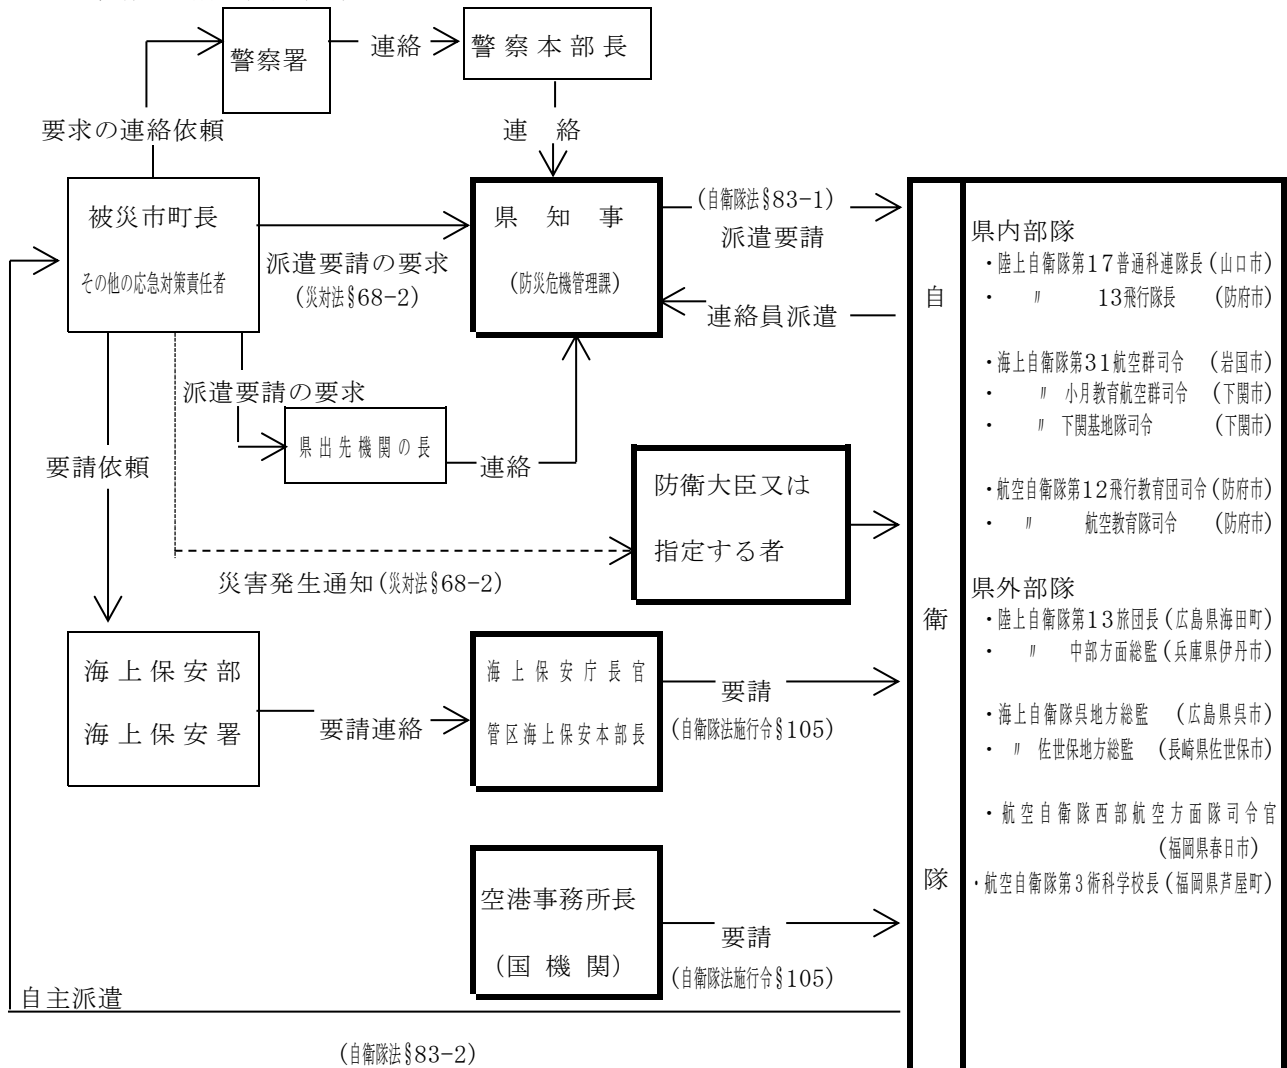 警察署
連絡
警察本部長
要求の連絡依頼
連　絡
被災市町長
その他の応急対策責任者
派遣要請の要求
(災対法§68-2)
県　知　事
(防災危機管理課)
(自衛隊法§83-1)
派遣要請
連絡員派遣
派遣要請の要求
県出先機関の長
連絡
要請依頼
防衛大臣又は
指定する者
災害発生通知(災対法§68-2)
海上保安部
海上保安署
要請連絡
海上保安庁長官
管区海上保安本部長
要請
(自衛隊法施行令§105)
空港事務所長
(国機関)
要請
(自衛隊法施行令§105)
自主派遣
(自衛隊法§83-2)
自
衛
隊
県内部隊
・陸上自衛隊第17普通科連隊長(山口市)
・　〃　13飛行隊長　(防府市)
・海上自衛隊第31航空群司令　(岩国市)
・　〃　小月教育航空群司令　(下関市)
・　〃　下関基地隊司令　(下関市)
・航空自衛隊第12飛行教育団司令(防府市)
・　〃　航空教育隊司令　(防府市)
県外部隊
・陸上自衛隊第13旅団長(広島県海田町)
・　〃　中部方面総監(兵庫県伊丹市)
・海上自衛隊呉地方総監　(広島県呉市)
・　〃　佐世保地方総監　(長崎県佐世保市)
・航空自衛隊西部航空方面隊司令官
(福岡県春日市)
・航空自衛隊第3術科学校長(福岡県芦屋町)